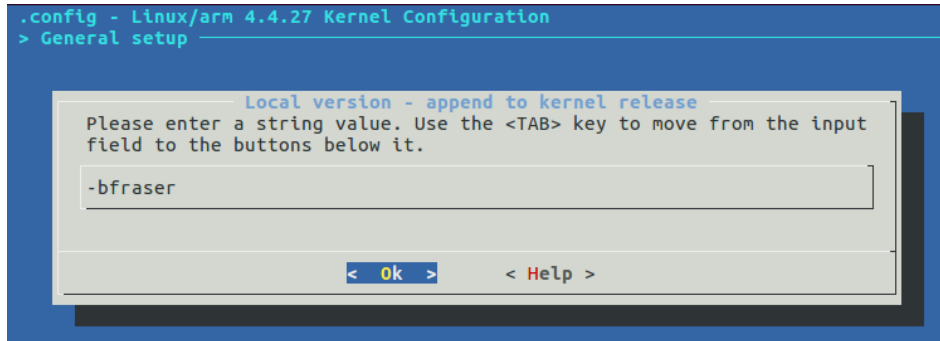 .config - Linux/arm 4.4.27 Kernel Configuration
> General setup
Local version - append to kernel release
Please enter a string value. Use the <TAB> key to move from the input
field to the buttons below it.
-bfraser
< Ok > < Help >